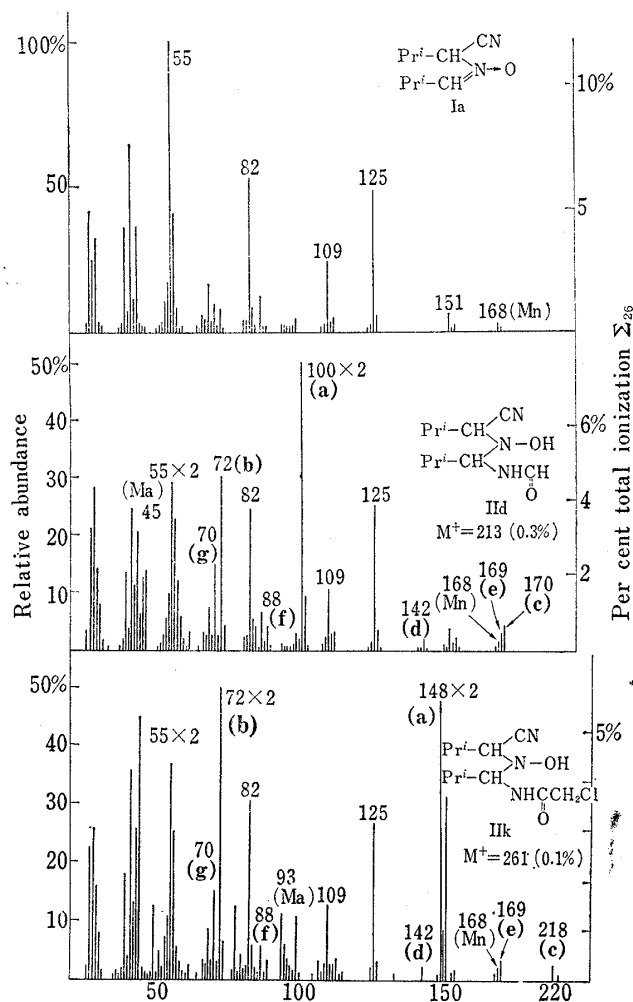 100%
50
55
82
109
125
151
168(Mn)
Prⁱ-CH
CN
N→O
Prⁱ-CH
Ia
10%
5
Relative abundance
Per cent total ionization Σ₂₆
50%
40
30
20
10
100×2
(a)
55×2
72(b)
(Ma)
45
70
(g)
82
88
(f)
109
125
142
(d)
168
(Mn)
169
(e)
170
(c)
Prⁱ-CH
CN
N-OH
Prⁱ-CH
NHCH
O
IId
M⁺=213 (0.3%)
6%
4
2
50%
40
30
20
10
72×2
(b)
55×2
70
(g)
82
88
(f)
93
(Ma)
109
125
148×2
(a)
142
(d)
168
(Mn)
169
(e)
218
(c)
Prⁱ-CH
CN
N-OH
Prⁱ-CH
NHCCH₂Cl
O
IIk
M⁺=261 (0.1%)
5%
50
100
150
220